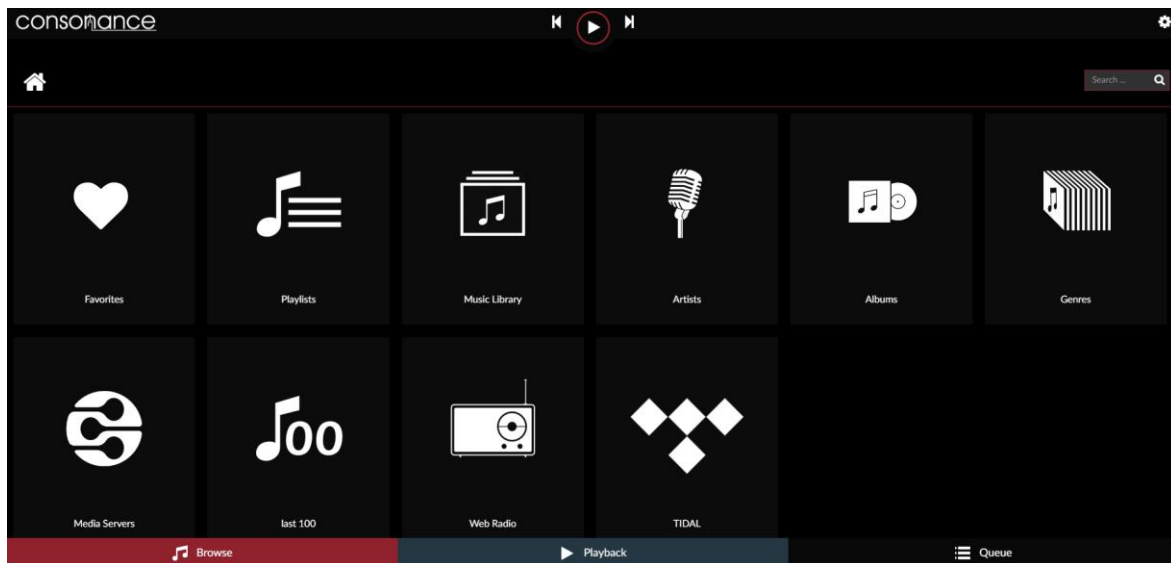 consonance
Search ...
Favorites
Playlists
Music Library
Artists
Albums
Genres
Media Servers
last 100
Web Radio
TIDAL
Browse
Playback
Queue